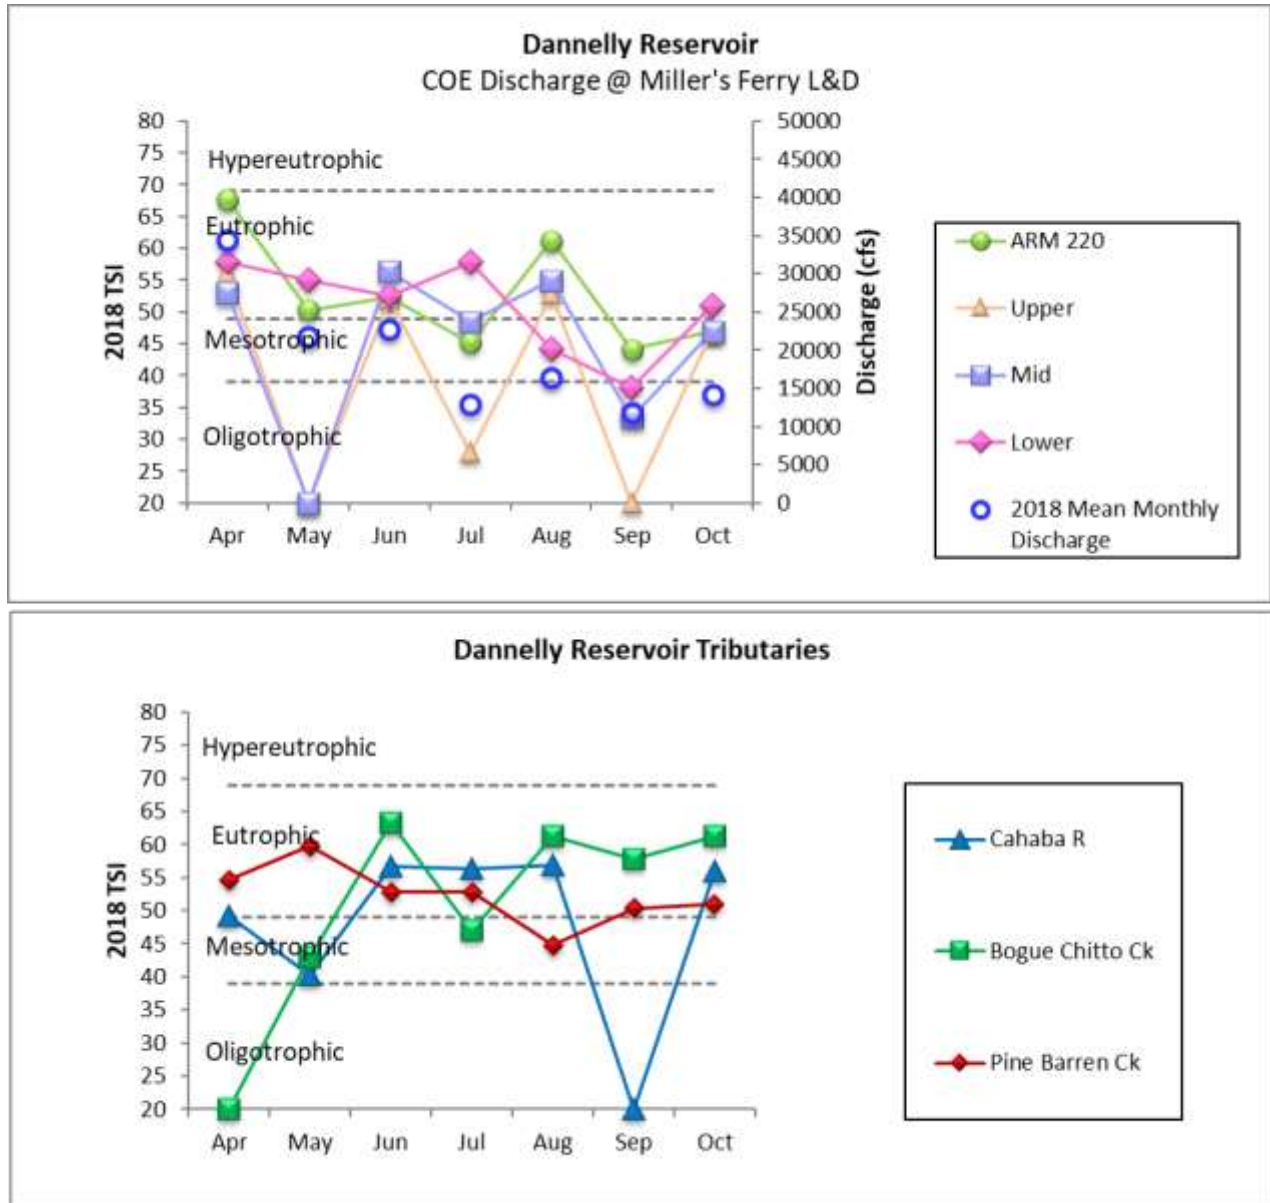 Dannelly Reservoir
COE Discharge @ Miller's Ferry L&D
80
75
70
65
60
55
50
45
40
35
30
25
20
2018 TSI
Hypereutrophic
Eutrophic
Mesotrophic
Oligotrophic
50000
45000
40000
35000
30000
25000
20000
15000
10000
5000
0
Discharge (cfs)
Apr May Jun Jul Aug Sep Oct
ARM 220
Upper
Mid
Lower
2018 Mean Monthly
Discharge
Dannelly Reservoir Tributaries
80
75
70
65
60
55
50
45
40
35
30
25
20
2018 TSI
Hypereutrophic
Eutrophic
Mesotrophic
Oligotrophic
Apr May Jun Jul Aug Sep Oct
Cahaba R
Bogue Chitto Ck
Pine Barren Ck